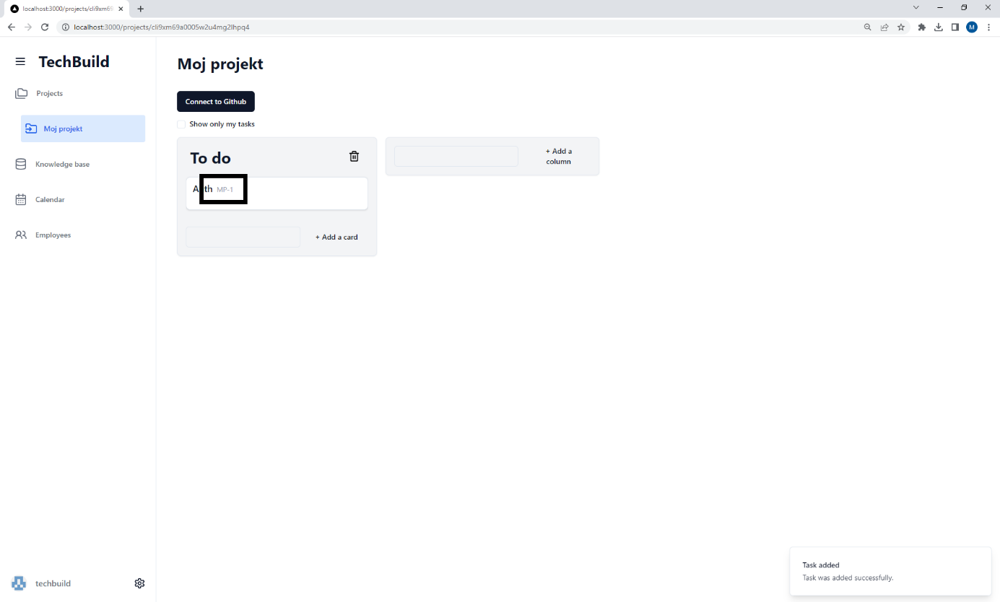 localhost:3000/projects/cli9xm69
localhost:3000/projects/cli9xm69a0005w2u4mg2lhpq4
M
TechBuild
Projects
Moj projekt
Knowledge base
Calendar
Employees
techbuild
Moj projekt
Connect to Github
Show only my tasks
To do
Auth MP-1
+ Add a card
+ Add a
column
Task added
Task was added successfully.